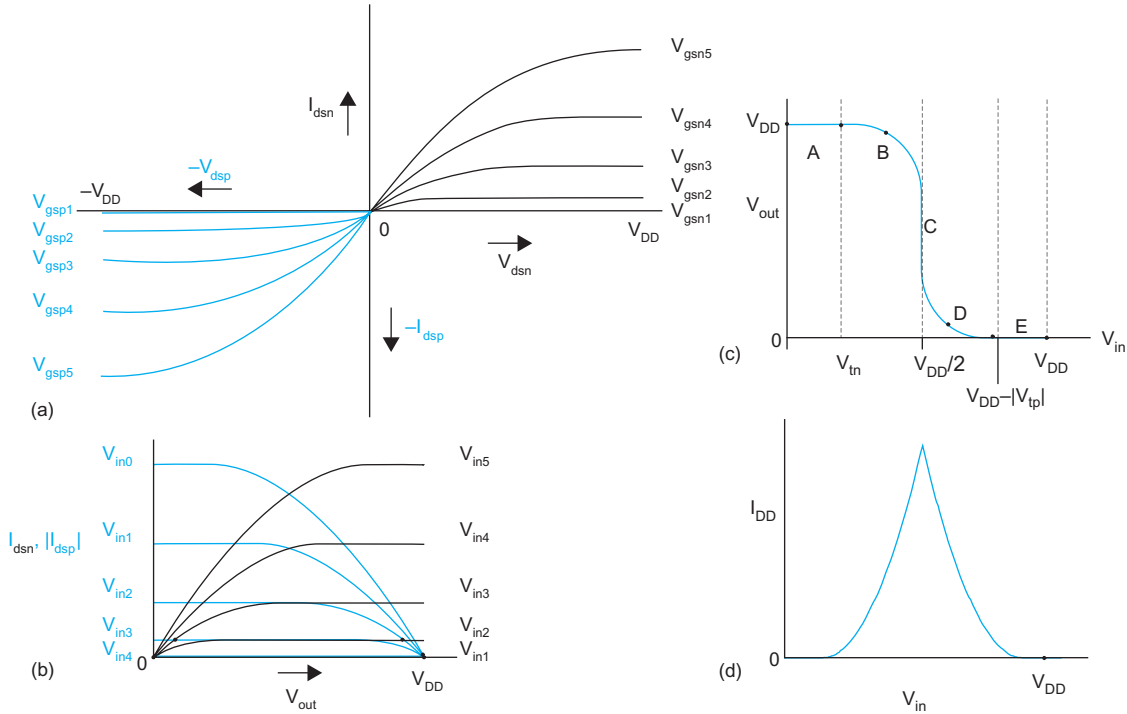 I_dsn
V_gsn5
V_gsn4
V_gsn3
V_gsn2
V_gsn1
–V_dsp
–V_DD
0
V_DD
V_dsn
V_gsp1
V_gsp2
V_gsp3
V_gsp4
V_gsp5
–I_dsp
(a)
V_DD
A
B
V_out
C
D
E
0
V_in
(c)
V_tn
V_DD/2
V_DD
V_DD–|V_tp|
V_in0
V_in5
V_in1
V_in4
I_dsn, |I_dsp|
V_in2
V_in3
V_in3
V_in2
V_in4
V_in1
0
(b)
V_out
V_DD
I_DD
0
(d)
V_DD
V_in